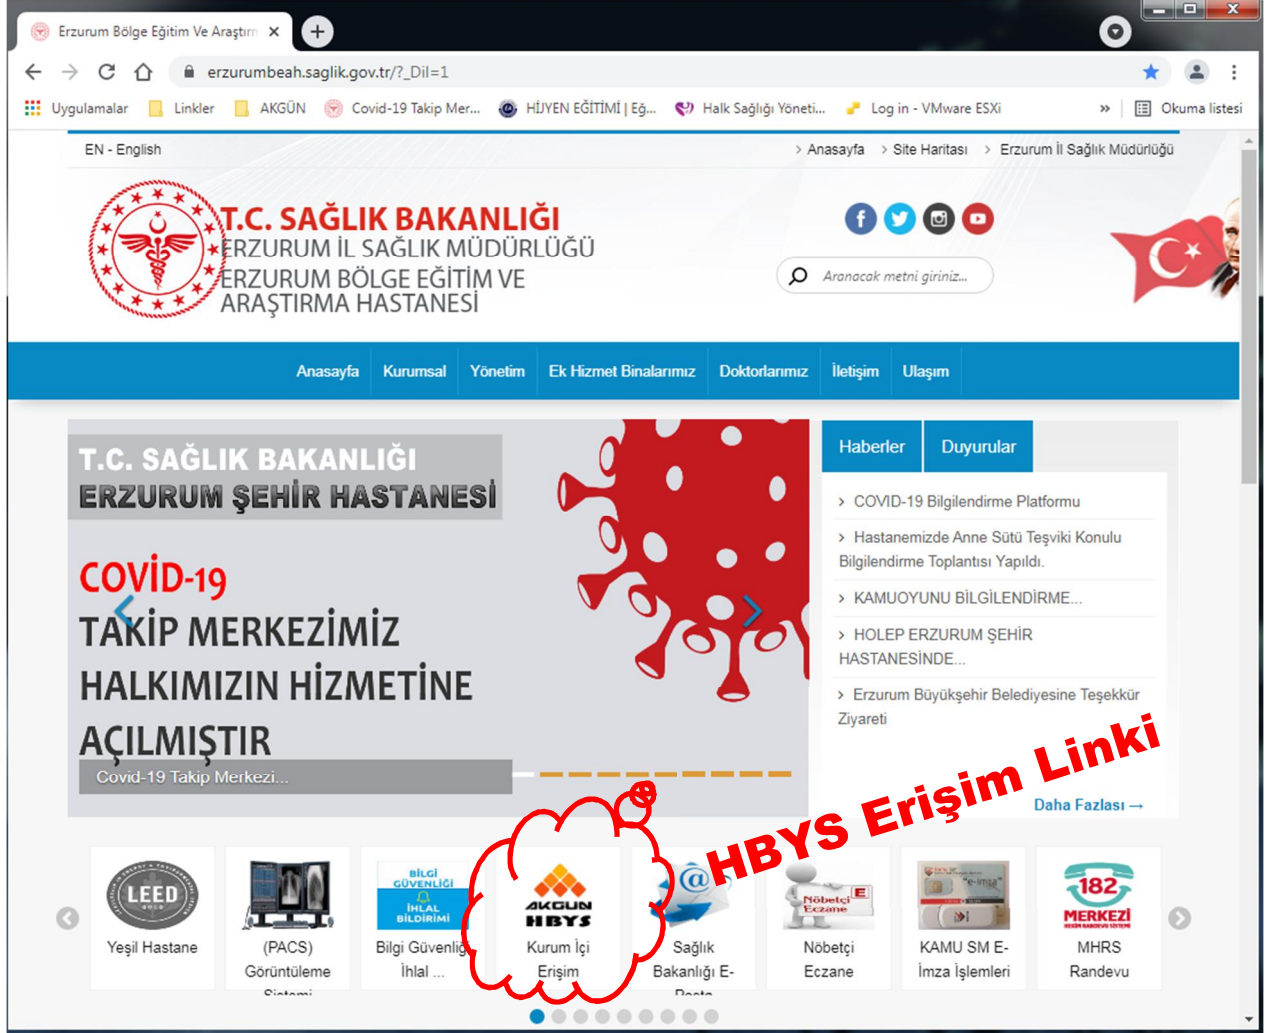 Erzurum Bölge Eğitim Ve Araştırm
erzurumbeah.saglik.gov.tr/?_Dil=1
Uygulamalar Linkler AKGÜN Covid-19 Takip Mer... HİJYEN EĞİTİMİ | Eğ... Halk Sağlığı Yöneti... Log in - VMware ESXi » Okuma listesi
EN - English > Anasayfa > Site Haritası > Erzurum İl Sağlık Müdürlüğü
T.C. SAĞLIK BAKANLIĞI
ERZURUM İL SAĞLIK MÜDÜRLÜĞÜ
ERZURUM BÖLGE EĞİTİM VE
ARAŞTIRMA HASTANESİ
Aranacak metni giriniz...
Anasayfa Kurumsal Yönetim Ek Hizmet Binalarımız Doktorlarımız İletişim Ulaşım
T.C. SAĞLIK BAKANLIĞI
ERZURUM ŞEHİR HASTANESİ
COVİD-19
TAKİP MERKEZİMİZ
HALKIMIZIN HİZMETİNE
AÇILMIŞTIR
Covid-19 Takip Merkezi...
Haberler Duyurular
> COVID-19 Bilgilendirme Platformu
> Hastanemizde Anne Sütü Teşviki Konulu
Bilgilendirme Toplantısı Yapıldı.
> KAMUOYUNU BİLGİLENDİRME...
> HOLEP ERZURUM ŞEHİR
HASTANESİNDE...
> Erzurum Büyükşehir Belediyesine Teşekkür
Ziyareti
Daha Fazlası →
HBYS Erişim Linki
LEED
Yeşil Hastane
(PACS)
Görüntüleme
Sistemi
BİLGİ
GÜVENLİĞİ
İHLAL
BİLDİRİMİ
Bilgi Güvenliği
İhlal ...
AKGUN
HBYS
Kurum İçi
Erişim
Sağlık
Bakanlığı E-
Posta
Nöbetçi E
Eczane
Nöbetçi
Eczane
"e-imza"
KAMU SM E-
İmza İşlemleri
182
MERKEZİ
HEKİM RANDEVU SİSTEMİ
MHRS
Randevu